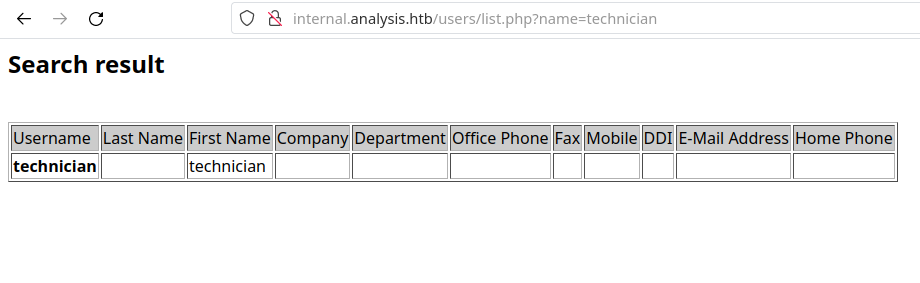 internal.analysis.htb/users/list.php?name=technician
Search result
Username Last Name First Name Company Department Office Phone Fax Mobile DDI E-Mail Address Home Phone
technician technician